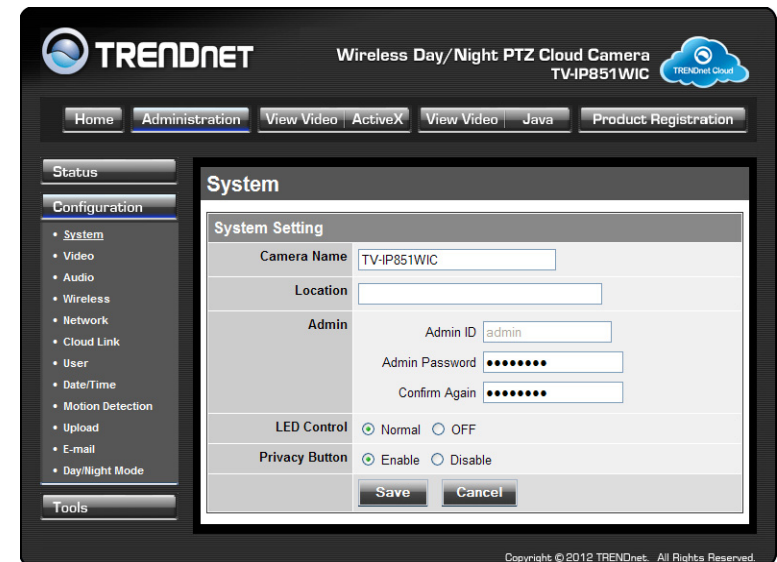 TRENDnet
Wireless Day/Night PTZ Cloud Camera
TV-IP851WIC
TRENDnet Cloud
Home
Administration
View Video | ActiveX
View Video | Java
Product Registration
Status
Configuration
• System
• Video
• Audio
• Wireless
• Network
• Cloud Link
• User
• Date/Time
• Motion Detection
• Upload
• E-mail
• Day/Night Mode
Tools
System
System Setting
Camera Name TV-IP851WIC
Location
Admin
Admin ID admin
Admin Password ●●●●●●●●
Confirm Again ●●●●●●●●
LED Control Normal OFF
Privacy Button Enable Disable
Save Cancel
Copyright © 2012 TRENDnet. All Rights Reserved.